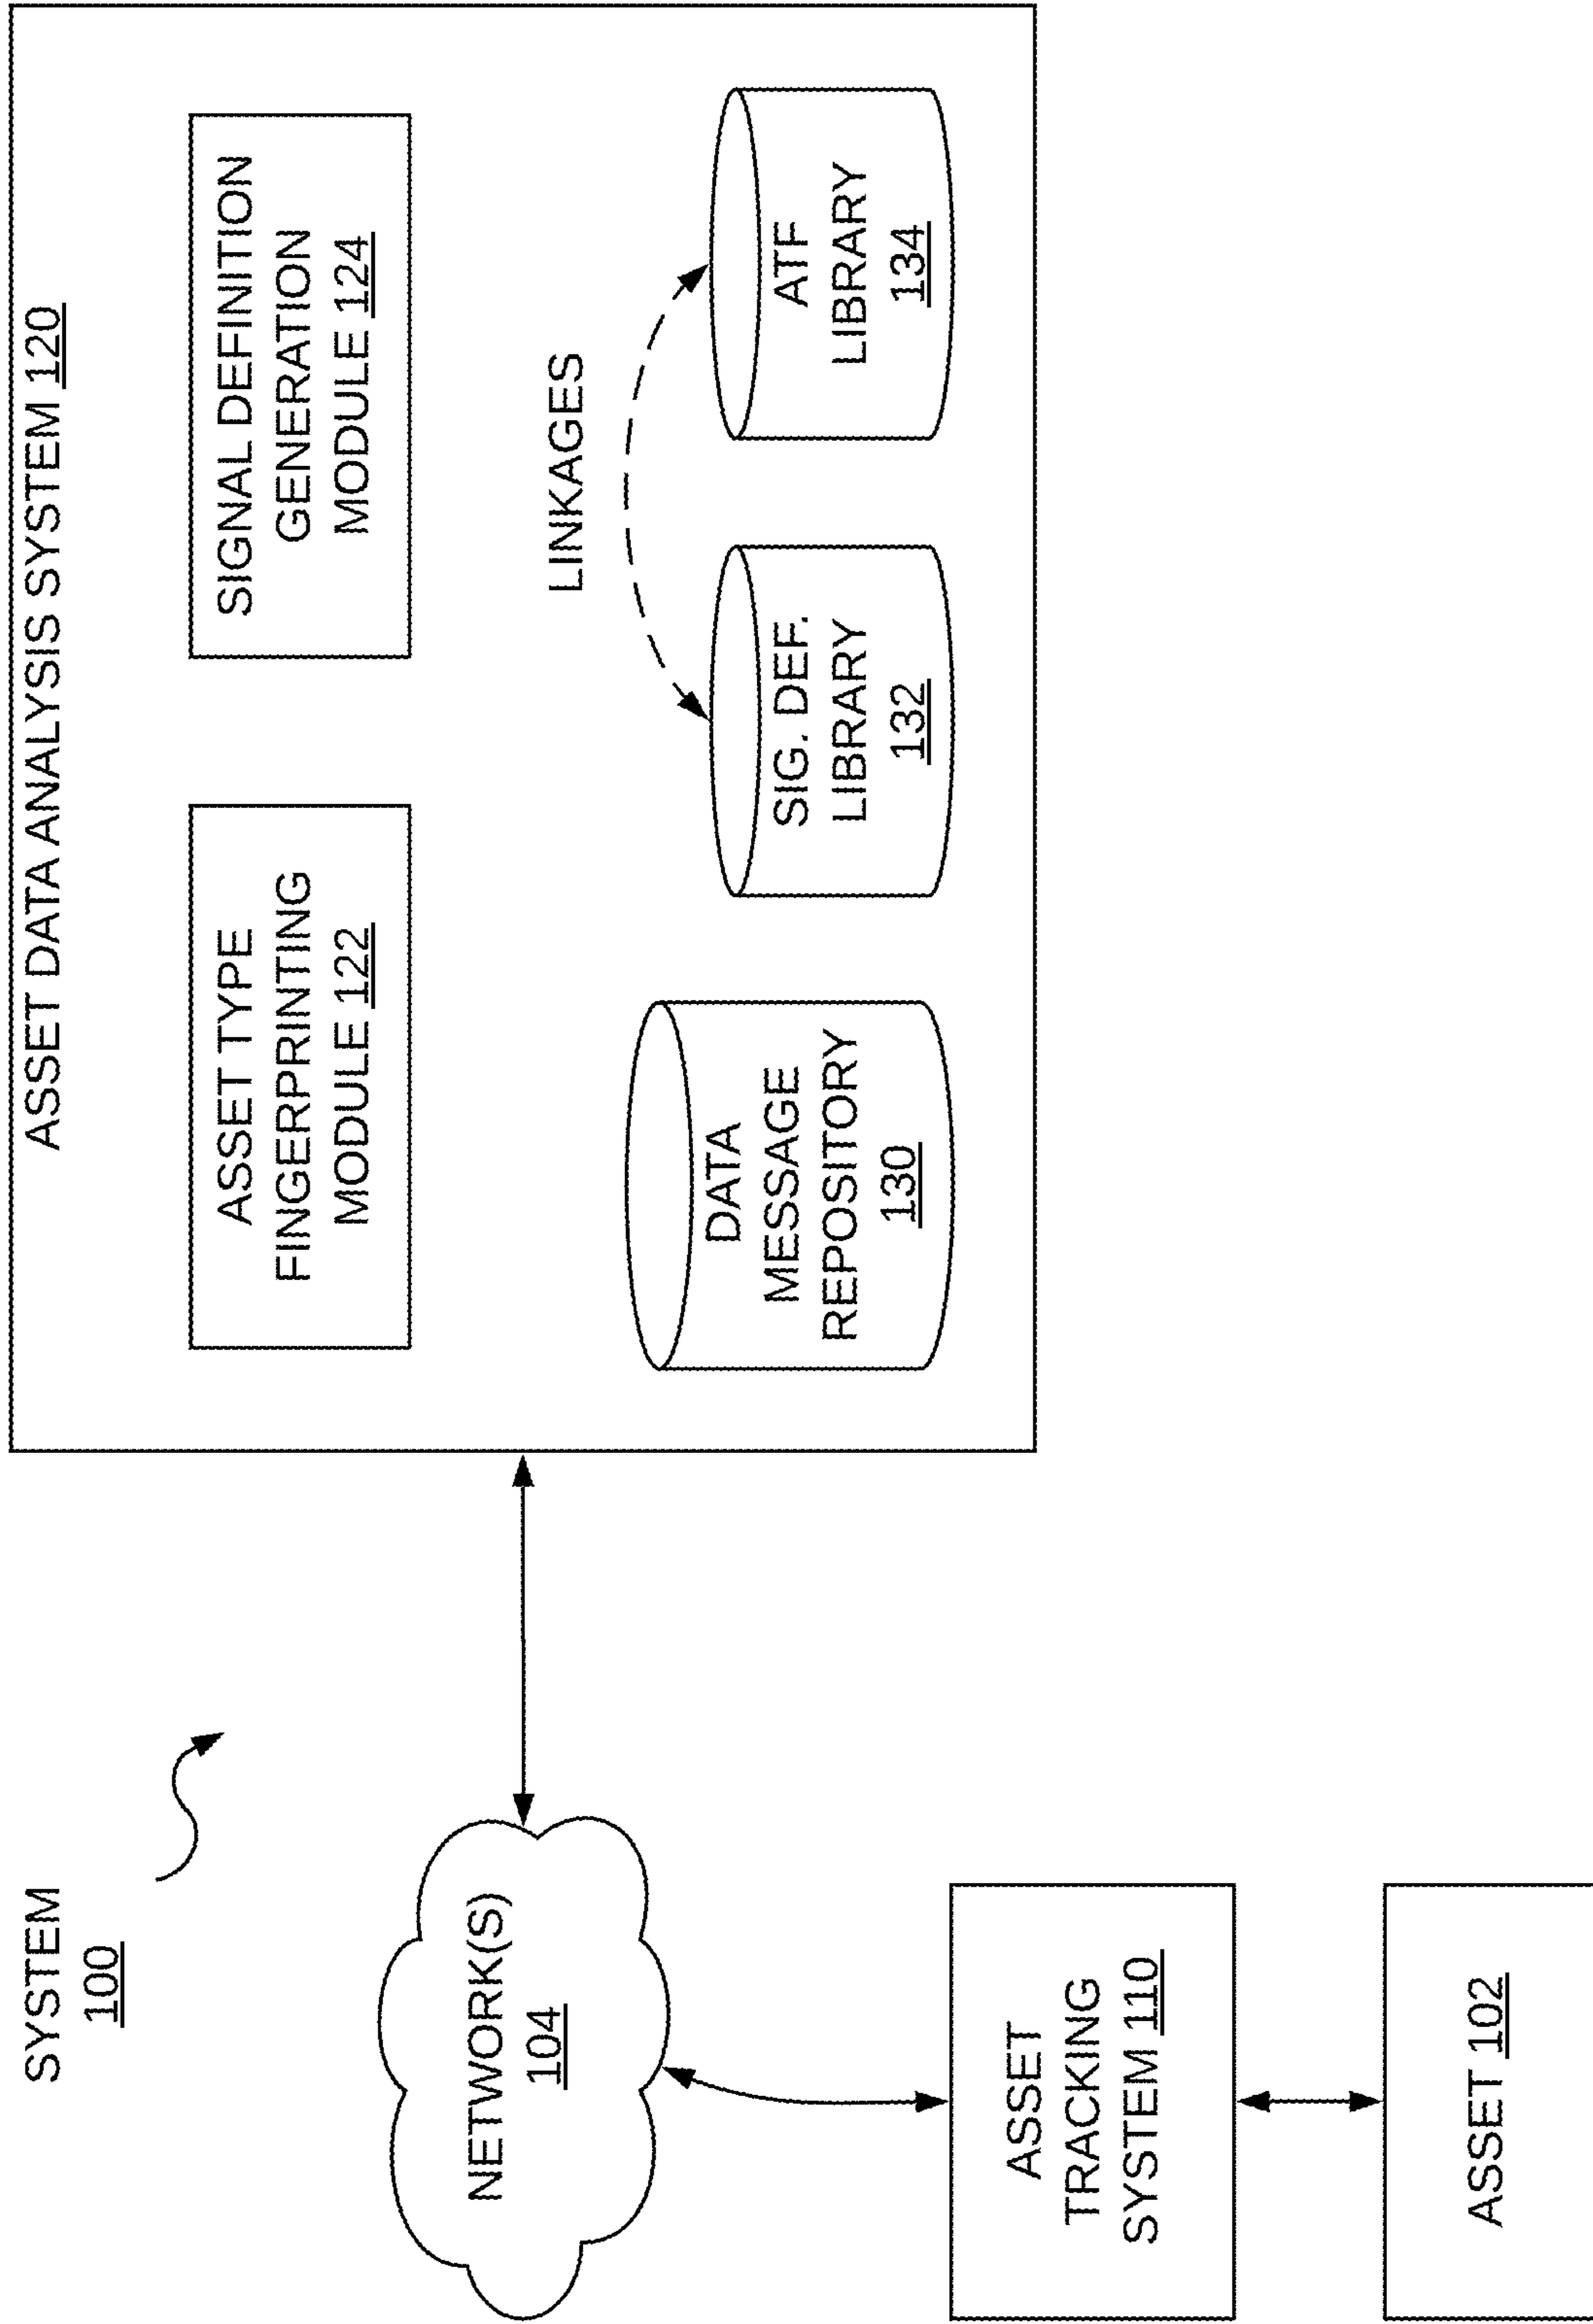 SYSTEM
100
ASSET DATA ANALYSIS SYSTEM 120
ASSET TYPE
FINGERPRINTING
MODULE 122
SIGNAL DEFINITION
GENERATION
MODULE 124
NETWORK(S)
104
LINKAGES
DATA
MESSAGE
REPOSITORY
130
SIG. DEF.
LIBRARY
132
ATF
LIBRARY
134
ASSET
TRACKING
SYSTEM 110
ASSET 102